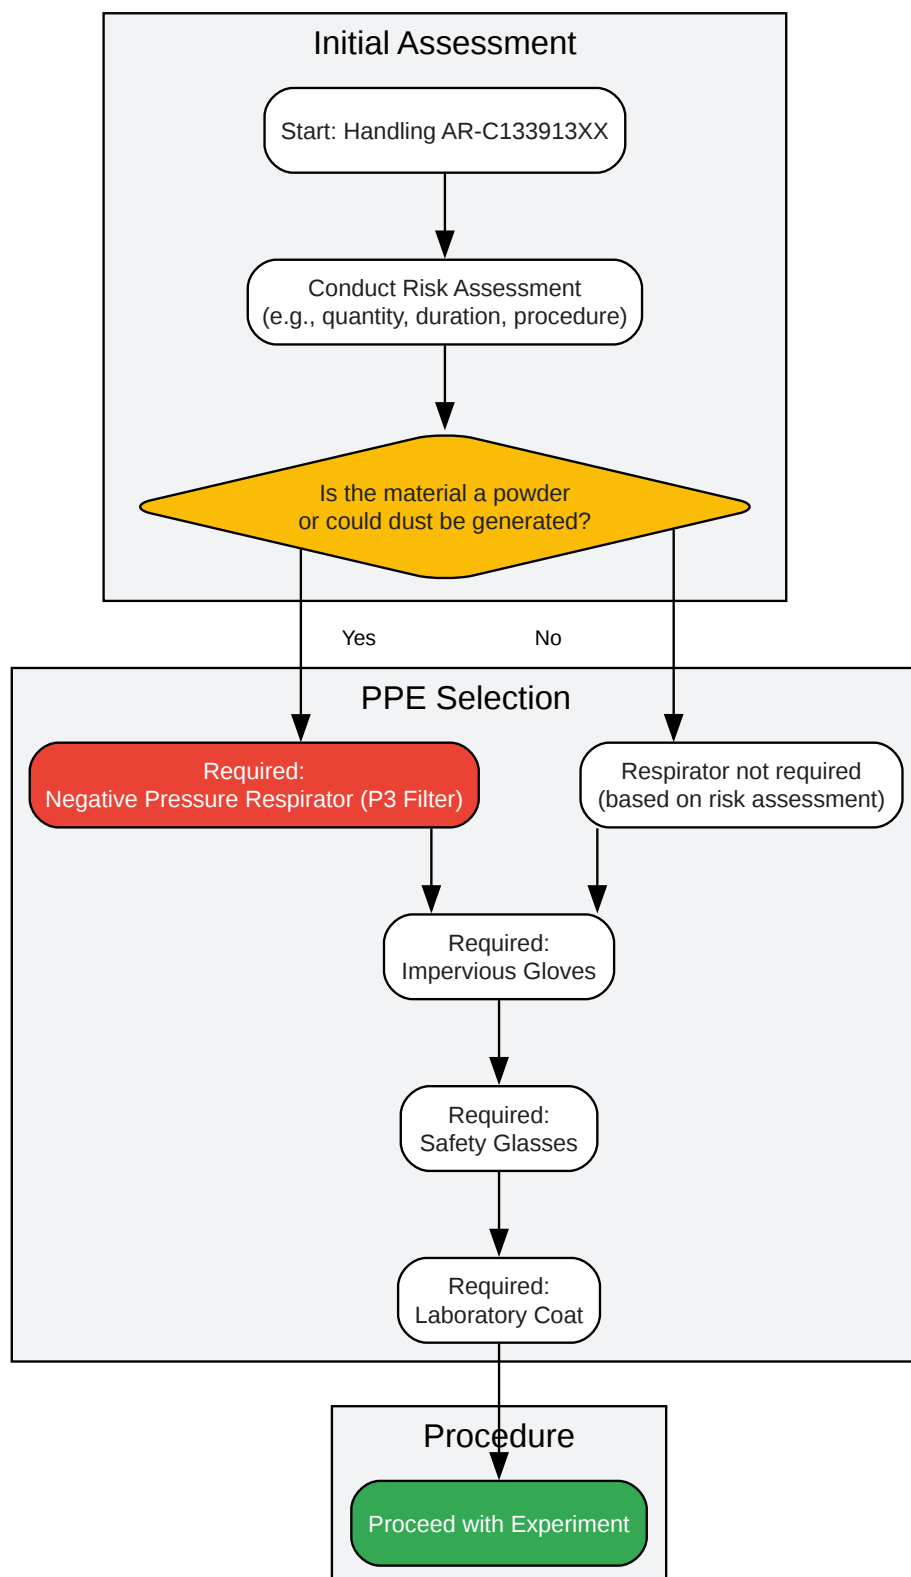 Initial Assessment
Start: Handling AR-C133913XX
Conduct Risk Assessment
(e.g., quantity, duration, procedure)
Is the material a powder
or could dust be generated?
Yes
No
PPE Selection
Required:
Negative Pressure Respirator (P3 Filter)
Respirator not required
(based on risk assessment)
Required:
Impervious Gloves
Required:
Safety Glasses
Required:
Laboratory Coat
Procedure
Proceed with Experiment